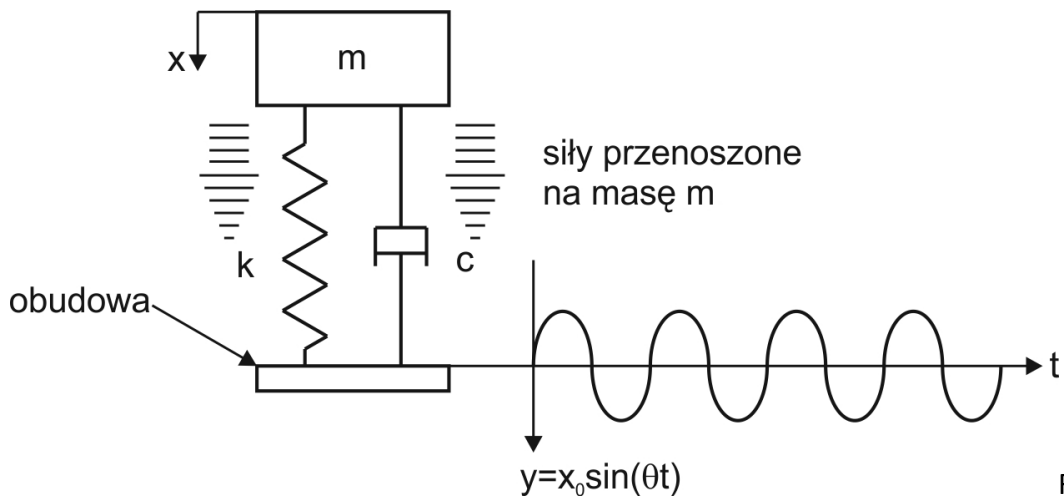 m
x
siły przenoszone
na masę m
k
c
obudowa
t
y=x₀sin(θt)